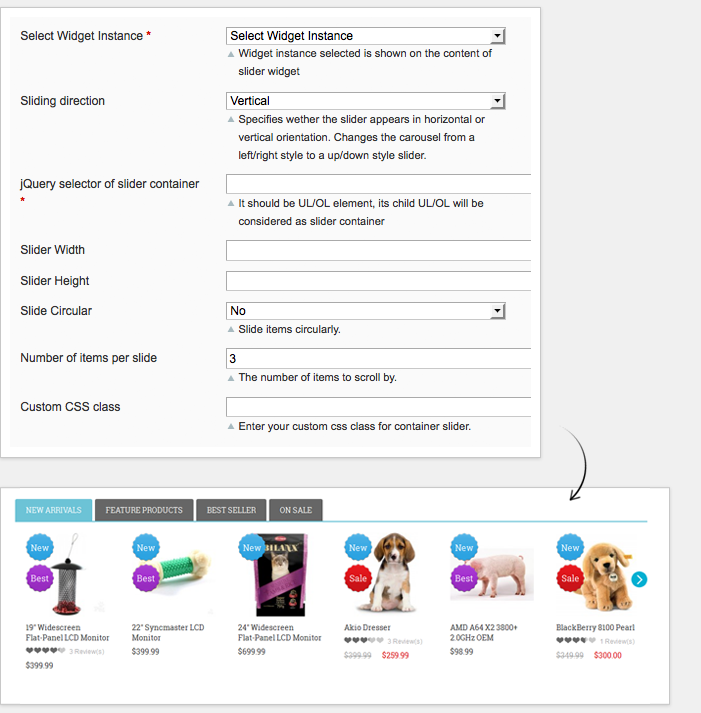 Select Widget Instance *
Select Widget Instance
Widget instance selected is shown on the content of
slider widget
Sliding direction
Vertical
Specifies wether the slider appears in horizontal or
vertical orientation. Changes the carousel from a
left/right style to a up/down style slider.
jQuery selector of slider container
*
It should be UL/OL element, its child UL/OL will be
considered as slider container
Slider Width
Slider Height
Slide Circular
No
Slide items circularly.
Number of items per slide
3
The number of items to scroll by.
Custom CSS class
Enter your custom css class for container slider.
NEW ARRIVALS FEATURE PRODUCTS BEST SELLER ON SALE
New
Best
19" Widescreen
Flat-Panel LCD Monitor
3 Review(s)
$399.99
New
Best
22" Syncmaster LCD
Monitor
$399.99
New
24" Widescreen
Flat-Panel LCD Monitor
$699.99
New
Sale
Akio Dresser
3 Review(s)
$399.99 $259.99
New
Best
AMD A64 X2 3800+
2.0GHz OEM
$98.99
New
Sale
BlackBerry 8100 Pearl
1 Review(s)
$349.99 $300.00